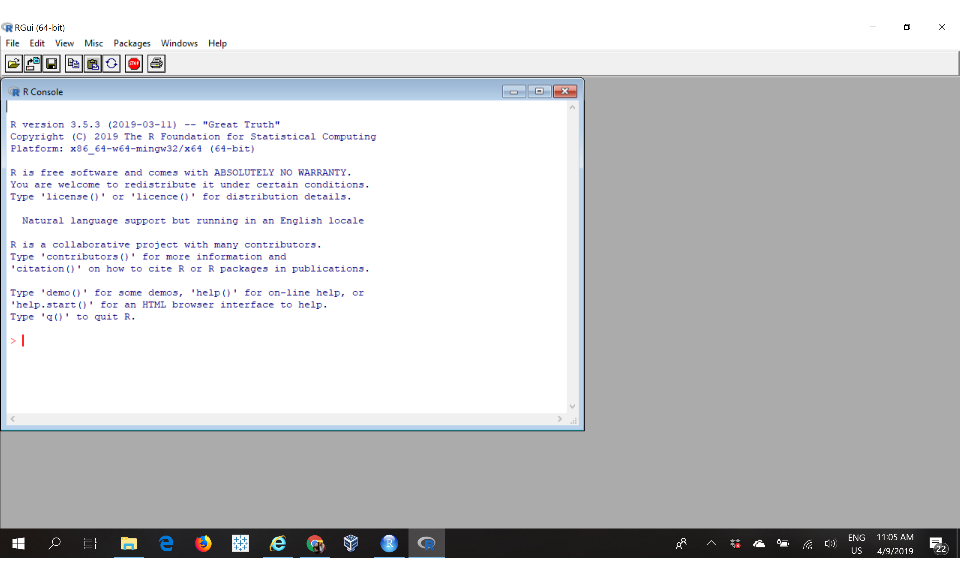 RGui (64-bit)
File Edit View Misc Packages Windows Help
STOP
R Console
R version 3.5.3 (2019-03-11) -- "Great Truth"
Copyright (C) 2019 The R Foundation for Statistical Computing
Platform: x86_64-w64-mingw32/x64 (64-bit)
R is free software and comes with ABSOLUTELY NO WARRANTY.
You are welcome to redistribute it under certain conditions.
Type 'license()' or 'licence()' for distribution details.
Natural language support but running in an English locale
R is a collaborative project with many contributors.
Type 'contributors()' for more information and
'citation()' on how to cite R or R packages in publications.
Type 'demo()' for some demos, 'help()' for on-line help, or
'help.start()' for an HTML browser interface to help.
Type 'q()' to quit R.
>
ENG 11:05 AM
US 4/9/2019
22